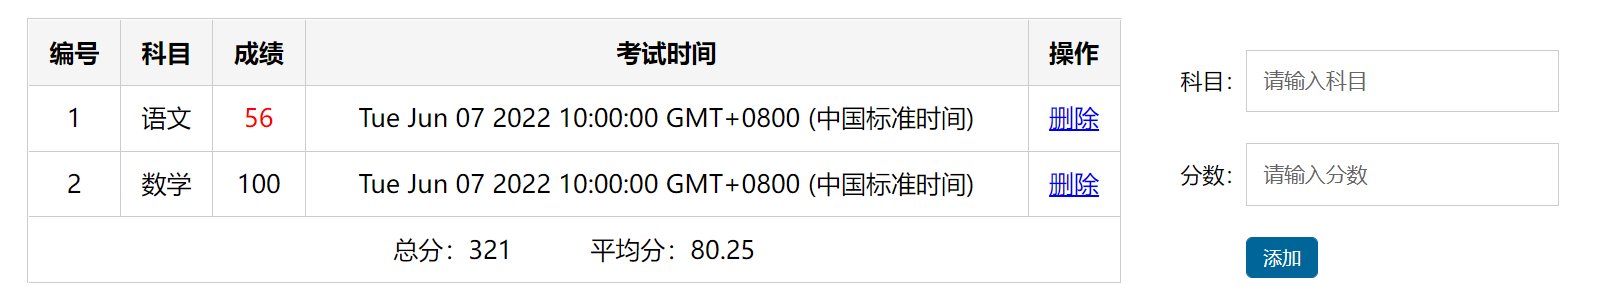 编号 科目 成绩 考试时间 操作
1 语文 56 Tue Jun 07 2022 10:00:00 GMT+0800 (中国标准时间) 删除
2 数学 100 Tue Jun 07 2022 10:00:00 GMT+0800 (中国标准时间) 删除
总分：321 平均分：80.25
科目： 请输入科目
分数： 请输入分数
添加